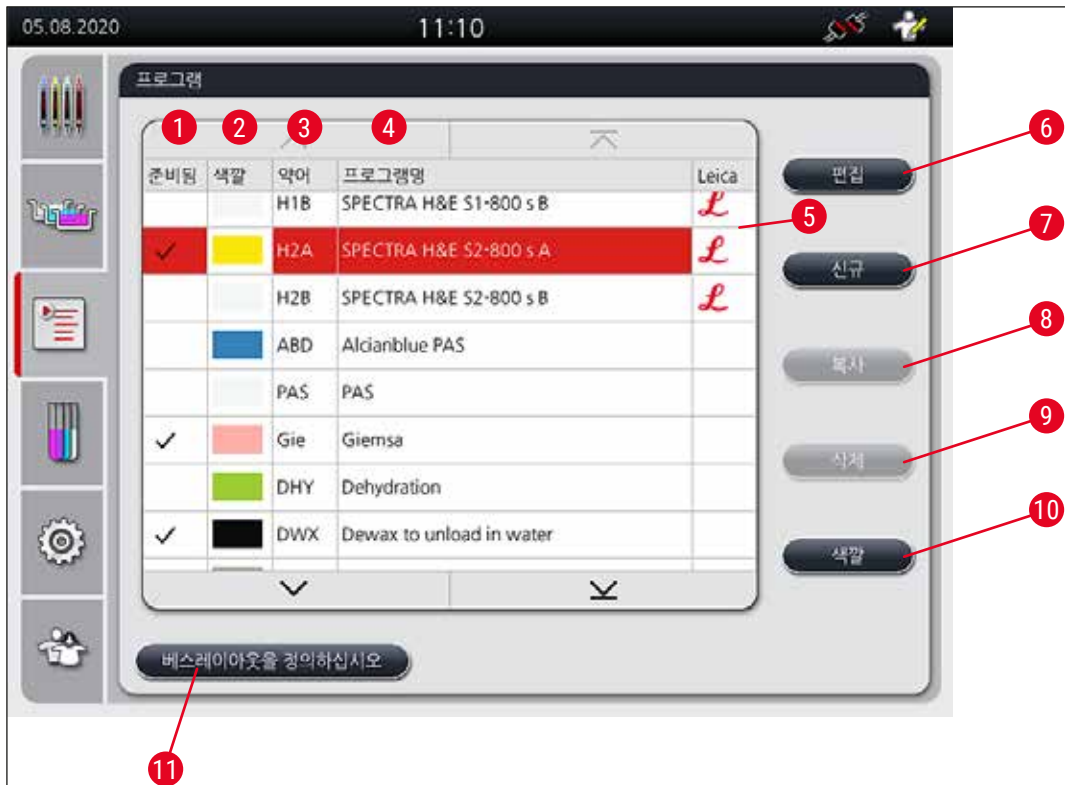 05.08.2020 11:10
프로그램
1 2 3 4
준비됨 색깔 약어 프로그램명 Leica
H1B SPECTRA H&E S1-800 s B
H2A SPECTRA H&E S2-800 s A
H2B SPECTRA H&E S2-800 s B
ABD Alcianblue PAS
PAS PAS
Gie Giemsa
DHY Dehydration
DWX Dewax to unload in water
5
편집 6
신규 7
복사 8
삭제 9
색깔 10
베스레이아웃을 정의하십시오
11